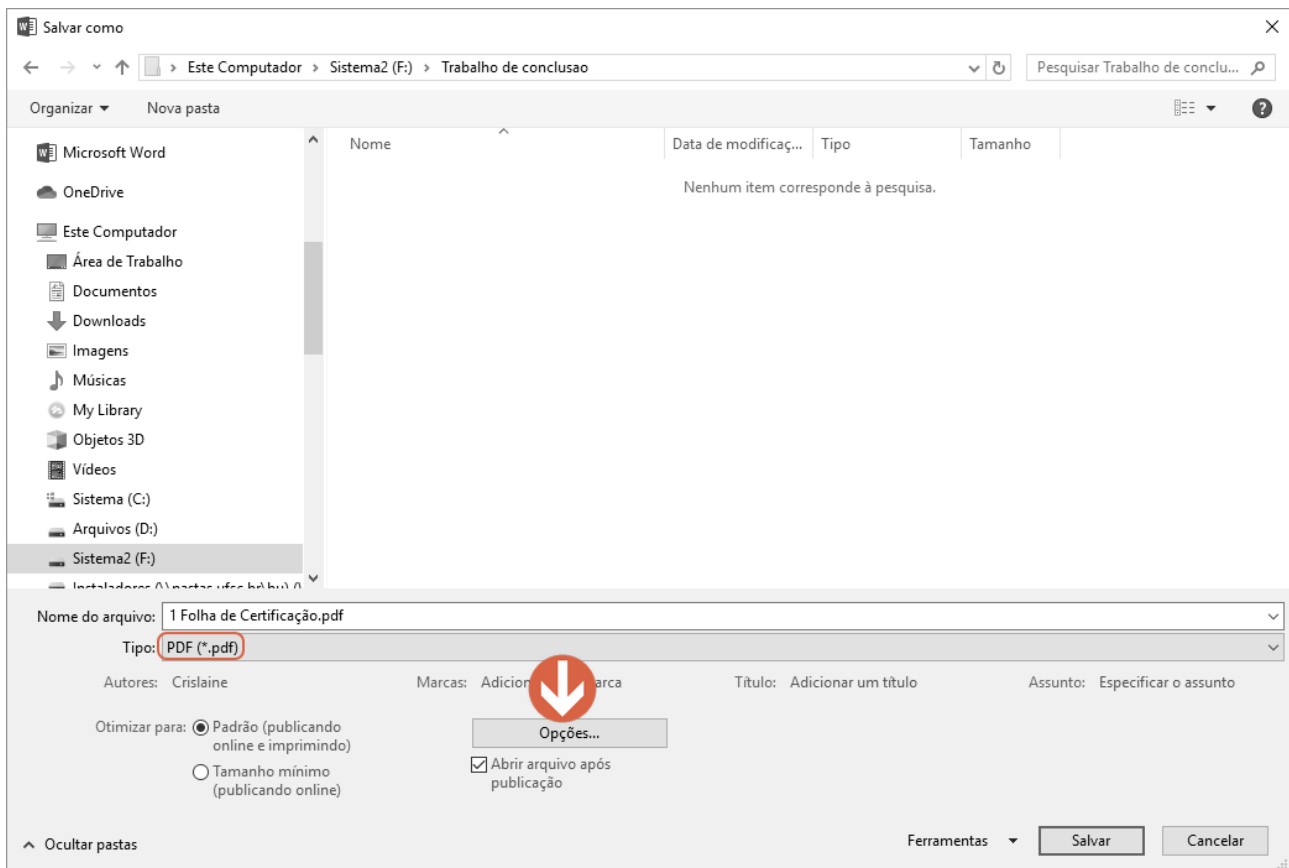 Salvar como
Este Computador > Sistema2 (F:) > Trabalho de conclusao
Pesquisar Trabalho de conclu...
Organizar
Nova pasta
Microsoft Word
OneDrive
Este Computador
Área de Trabalho
Documentos
Downloads
Imagens
Músicas
My Library
Objetos 3D
Vídeos
Sistema (C:)
Arquivos (D:)
Sistema2 (F:)
Nome
Data de modificaç...
Tipo
Tamanho
Nenhum item corresponde à pesquisa.
Nome do arquivo: 1 Folha de Certificação.pdf
Tipo: PDF (*.pdf)
Autores: Crislaine
Marcas:
Título: Adicionar um título
Assunto: Especificar o assunto
Otimizar para:
Padrão (publicando
online e imprimindo)
Tamanho mínimo
(publicando online)
Opções...
Abrir arquivo após
publicação
Ocultar pastas
Ferramentas
Salvar
Cancelar